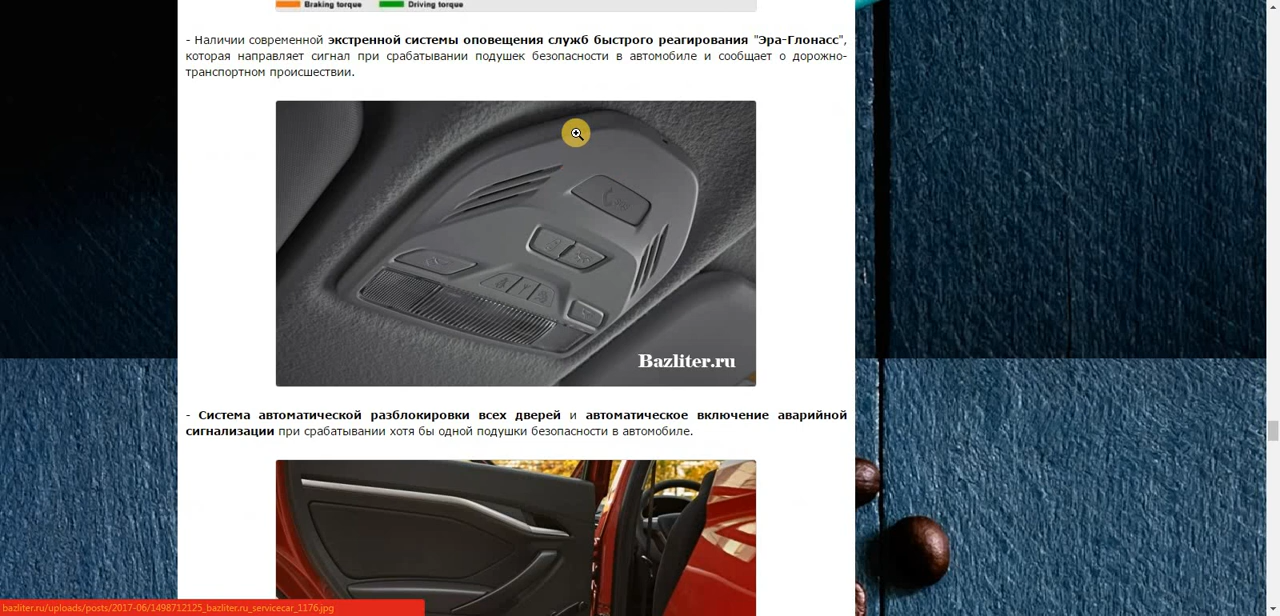 Braking torque Driving torque
- Наличии современной экстренной системы оповещения служб быстрого реагирования "Эра-Глонасс",
которая направляет сигнал при срабатывании подушек безопасности в автомобиле и сообщает о дорожно-
транспортном происшествии.
Bazliter.ru
- Система автоматической разблокировки всех дверей и автоматическое включение аварийной
сигнализации при срабатывании хотя бы одной подушки безопасности в автомобиле.
bazliter.ru/uploads/posts/2017-06/1498712125_bazliter.ru_servicecar_1176.jpg